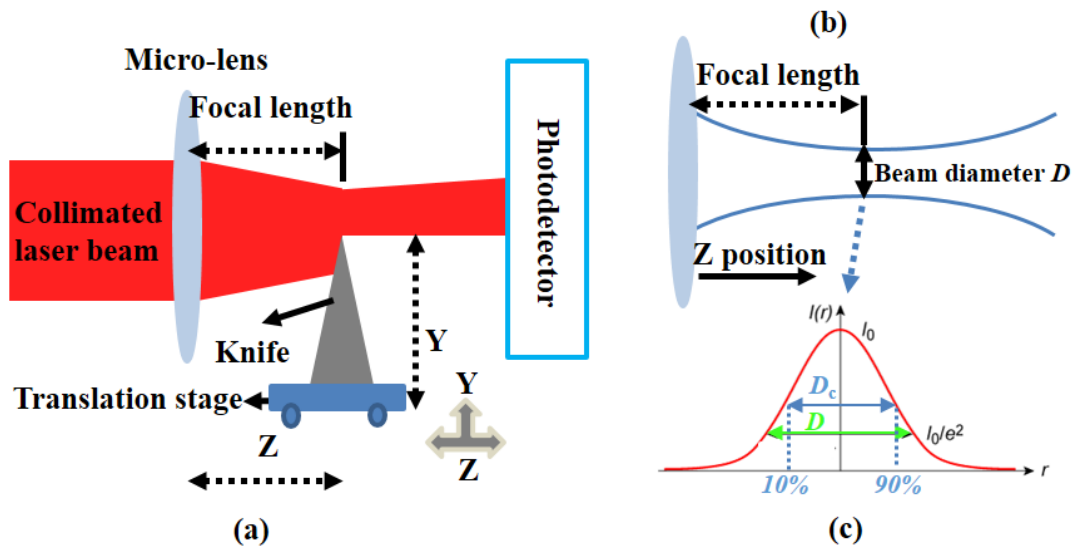 Micro-lens
Focal length
Collimated
laser beam
Photodetector
Knife
Y
Translation stage
Z
Y
Z
(a)
(b)
Focal length
Beam diameter D
Z position
I(r)
I₀
D꜀
D
I₀/e²
10%
90%
r
(c)